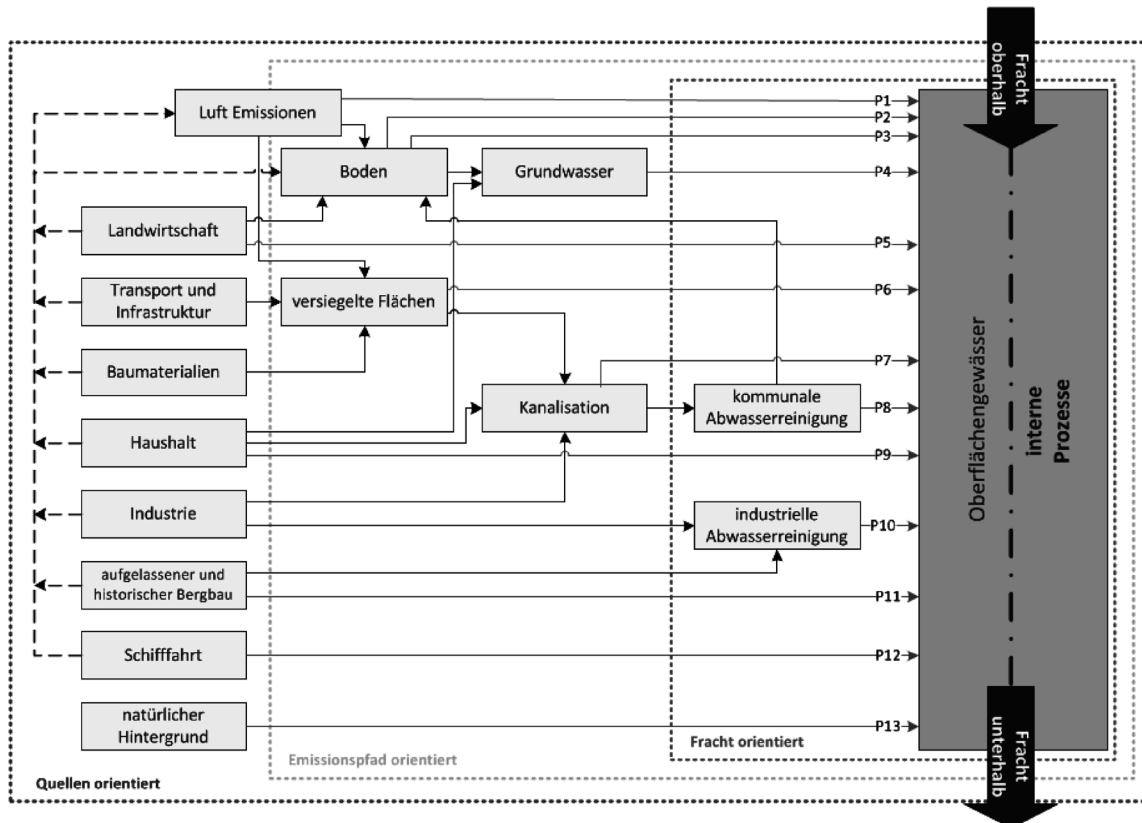 Fracht
oberhalb
Luft Emissionen
P1
P2
P3
Boden
Grundwasser
P4
Landwirtschaft
P5
Transport und
Infrastruktur
versiegelte Flächen
P6
Baumaterialien
P7
Haushalt
Kanalisation
kommunale
Abwasserreinigung
P8
P9
Industrie
industrielle
Abwasserreinigung
P10
aufgelassener und
historischer Bergbau
P11
Schifffahrt
P12
natürlicher
Hintergrund
P13
Oberflächengewässer
interne
Prozesse
Fracht orientiert
Emissionspfad orientiert
Quellen orientiert
Fracht
unterhalb